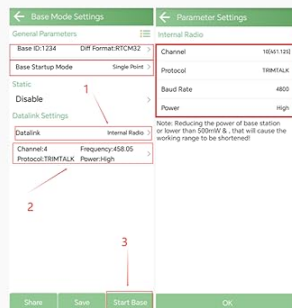 Base Mode Settings
General Parameters
Base ID:1234 Diff Format:RTCM32
Base Startup Mode Single Point
Static
Disable
1
Datalink Settings
Datalink Internal Radio
Channel:4 Frequency:458.05
Protocol:TRIMTALK Power:High
2
3
Share Save Start Base
Parameter Settings
Internal Radio
Channel 10[451.125]
Protocol TRIMTALK
Baud Rate 4800
Power High
Note: Reducing the power of base station
or lower than 500mW & , that will cause the
working range to be shortened!
OK